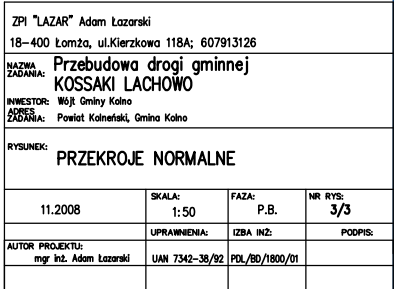 ZPI "LAZAR" Adam Łazarski
18-400 Łomża, ul.Kierzkowa 118A; 607913126
NAZWA ZADANIA: Przebudowa drogi gminnej
KOSSAKI LACHOWO
INWESTOR: Wójt Gminy Kolno
ADRES ZADANIA: Powiat Kolneński, Gmina Kolno
RYSUNEK:
PRZEKROJE NORMALNE
SKALA: FAZA: NR RYS:
11.2008 1:50 P.B. 3/3
UPRAWNIENIA: IZBA INŻ: PODPIS:
AUTOR PROJEKTU:
mgr inż. Adam Łazarski UAN 7342-38/92 PDL/BD/1800/01